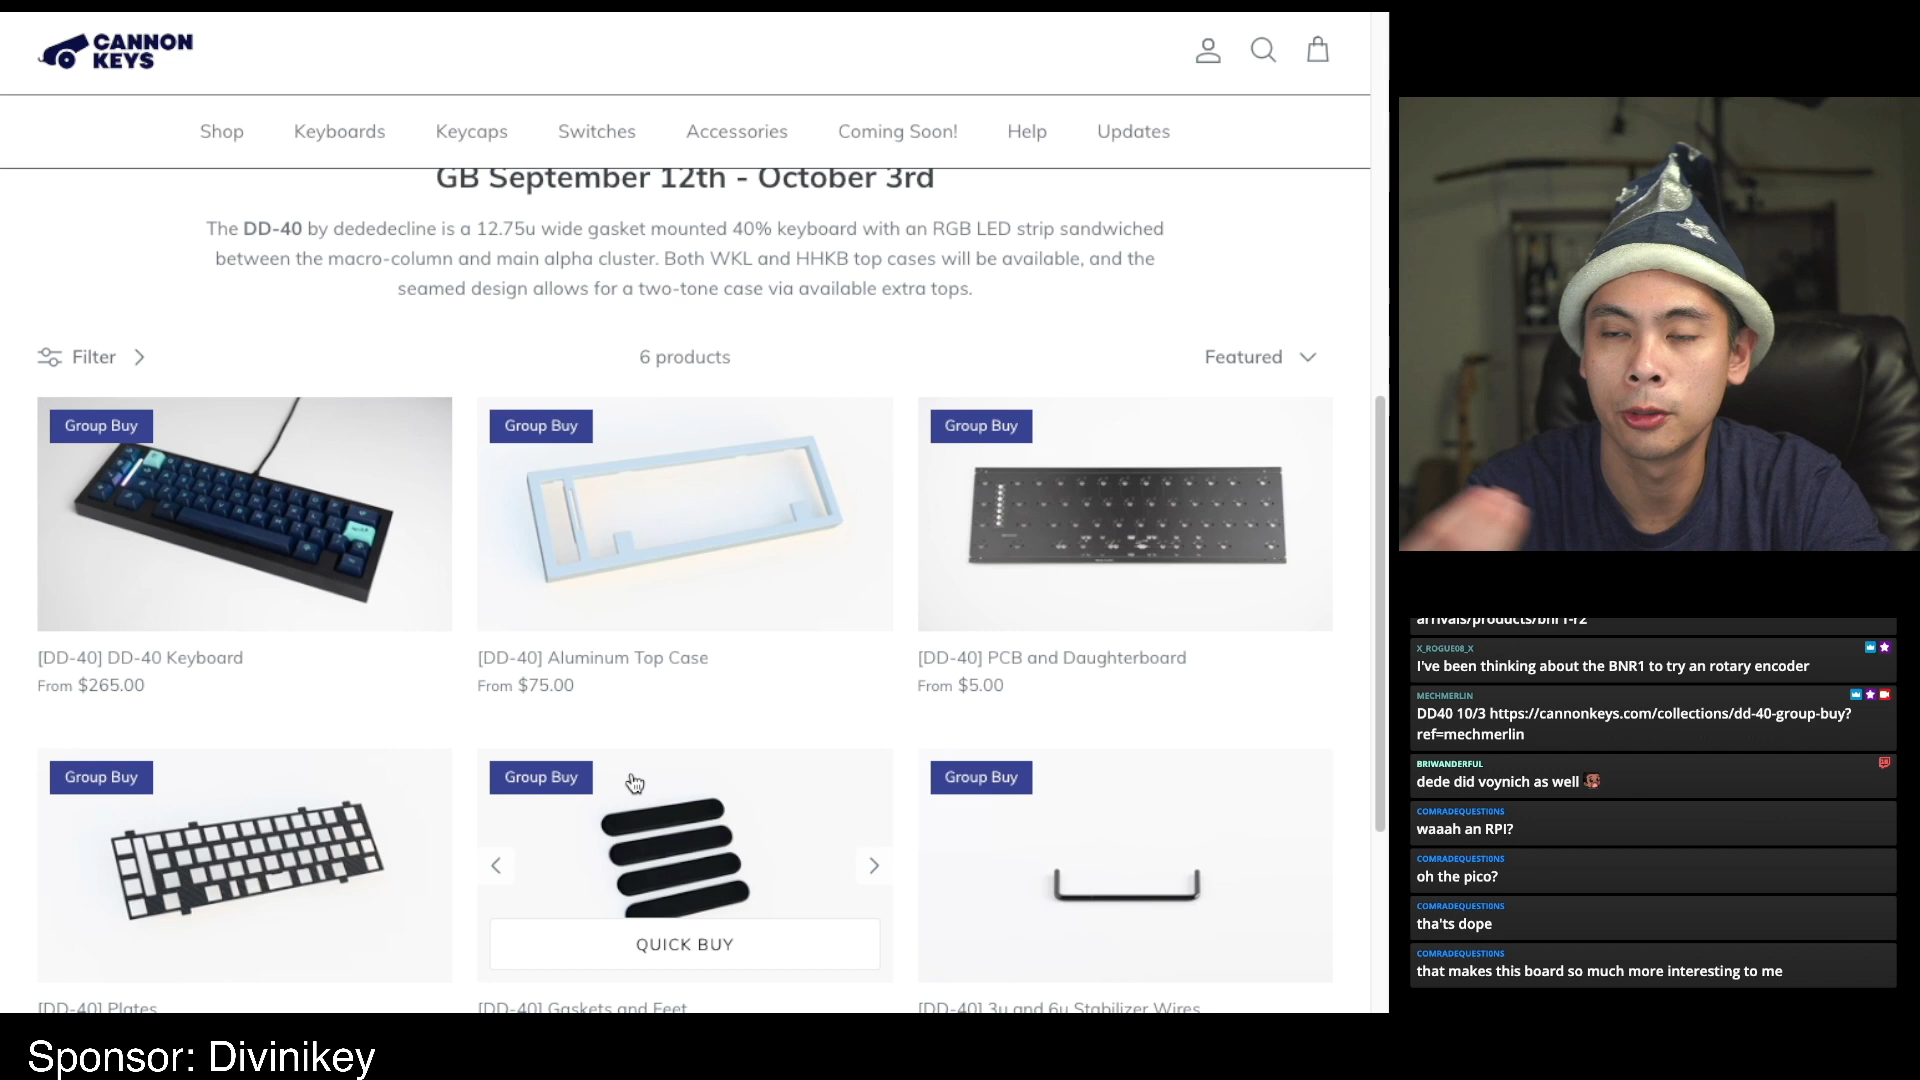 CANNON
KEYS
Shop Keyboards Keycaps Switches Accessories Coming Soon! Help Updates
GB September 12th - October 3rd
The DD-40 by dededecline is a 12.75u wide gasket mounted 40% keyboard with an RGB LED strip sandwiched
between the macro-column and main alpha cluster. Both WKL and HHKB top cases will be available, and the
seamed design allows for a two-tone case via available extra tops.
Filter 6 products Featured
Group Buy Group Buy Group Buy
[DD-40] DD-40 Keyboard [DD-40] Aluminum Top Case [DD-40] PCB and Daughterboard
From $265.00 From $75.00 From $5.00
Group Buy Group Buy Group Buy
QUICK BUY
[DD-40] Plates [DD-40] Gaskets and Feet [DD-40] 3u and 6u Stabilizer Wires
arrivals/products/bnr1-r2
X_ROGUE08_X
I've been thinking about the BNR1 to try an rotary encoder
MECHMERLIN
DD40 10/3 https://cannonkeys.com/collections/dd-40-group-buy?
ref=mechmerlin
BRIWANDERFUL
dede did voynich as well
COMRADEQUESTIONS
waaah an RPI?
COMRADEQUESTIONS
oh the pico?
COMRADEQUESTIONS
tha'ts dope
COMRADEQUESTIONS
that makes this board so much more interesting to me
Sponsor: Divinikey